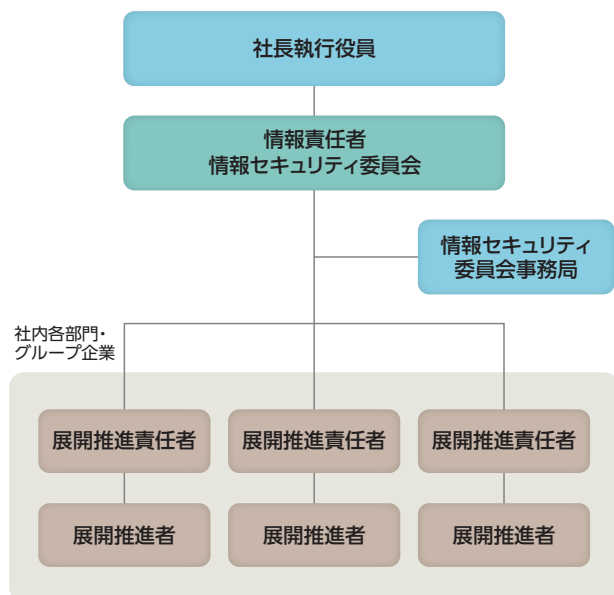 社長執行役員
情報責任者
情報セキュリティ委員会
情報セキュリティ
委員会事務局
社内各部門・
グループ企業
展開推進責任者
展開推進責任者
展開推進責任者
展開推進者
展開推進者
展開推進者